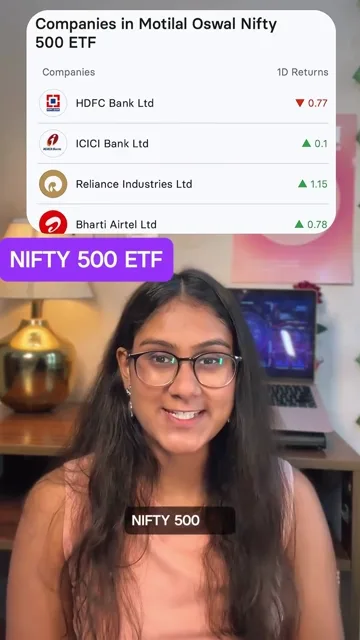 Companies in Motilal Oswal Nifty
500 ETF
Companies 1D Returns
HDFC Bank Ltd ▼ 0.77
ICICI Bank Ltd ▲ 0.1
Reliance Industries Ltd ▲ 1.15
Bharti Airtel Ltd ▲ 0.78
NIFTY 500 ETF
NIFTY 500